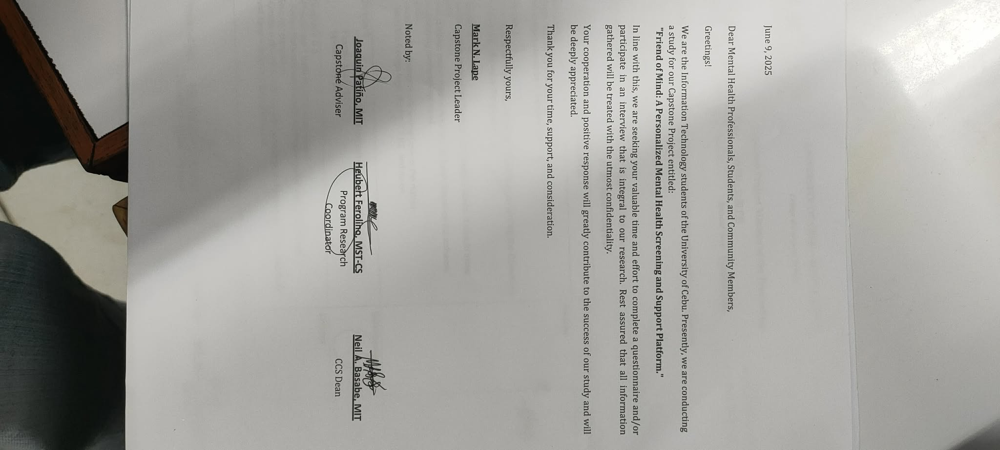 June 9, 2025
Dear Mental Health Professionals, Students, and Community Members,
Greetings!
We are the Information Technology students of the University of Cebu. Presently, we are conducting
a study for our Capstone Project entitled:
"Friend of Mind: A Personalized Mental Health Screening and Support Platform."
In line with this, we are seeking your valuable time and effort to complete a questionnaire and/or
participate in an interview that is integral to our research. Rest assured that all information
gathered will be treated with the utmost confidentiality.
Your cooperation and positive response will greatly contribute to the success of our study and will
be deeply appreciated.
Thank you for your time, support, and consideration.
Respectfully yours,
Mark N. Lape
Capstone Project Leader
Noted by:
Joaquin Patiño, MIT
Capstone Adviser
Heubert Ferolino, MST-CS
Program Research
Coordinator
Neil A. Basabe, MIT
CCS Dean